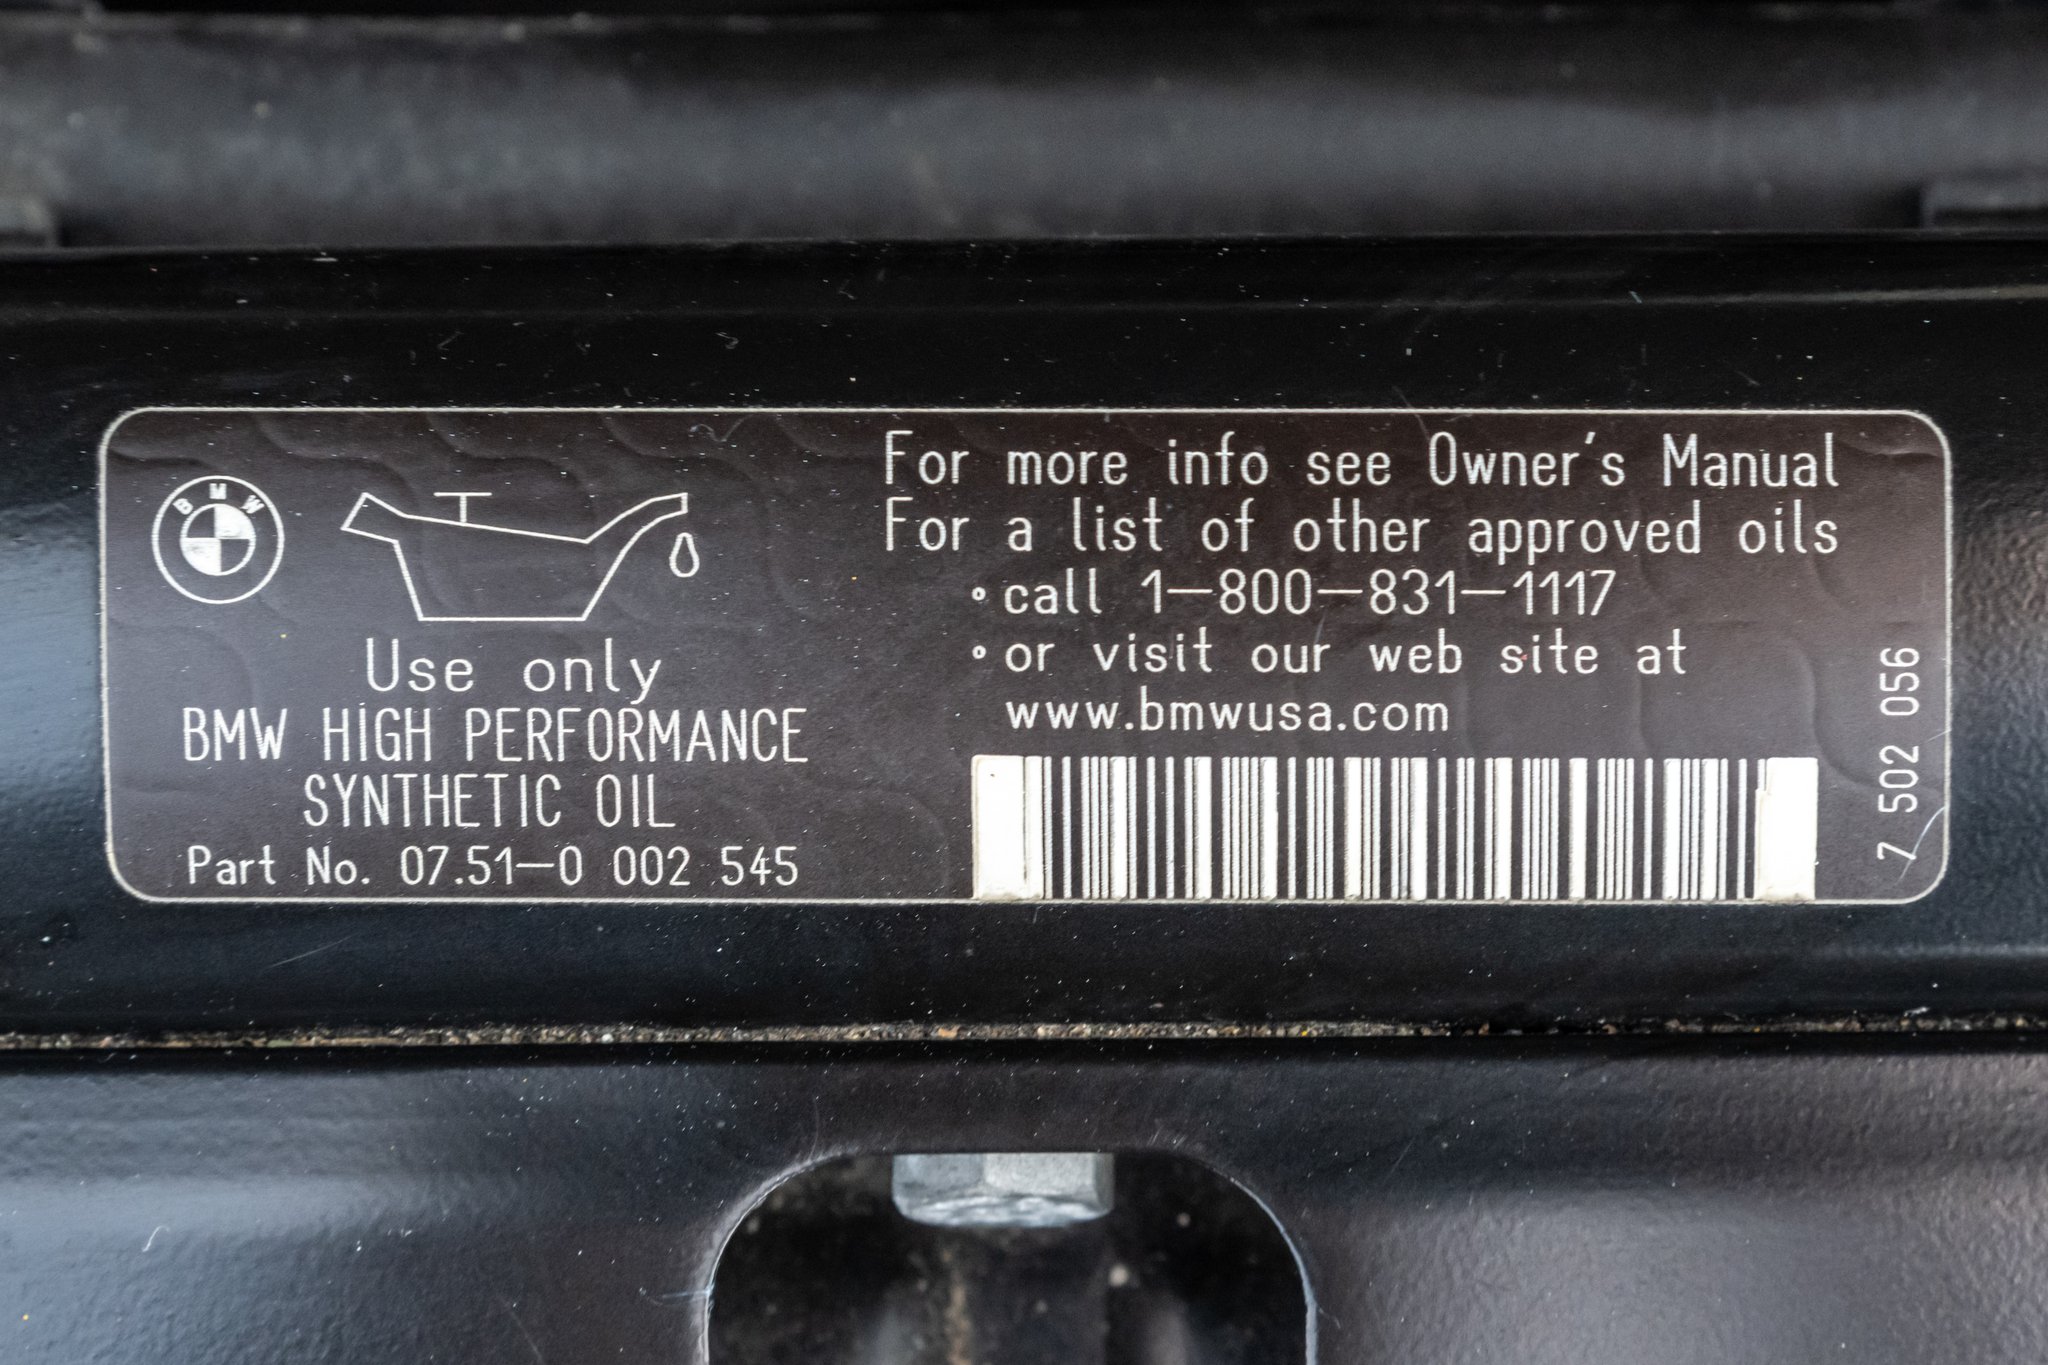 BMW
Use only
BMW HIGH PERFORMANCE
SYNTHETIC OIL
Part No. 07.51-0 002 545
For more info see Owner's Manual
For a list of other approved oils
• call 1-800-831-1117
• or visit our web site at
www.bmwusa.com
7 502 056